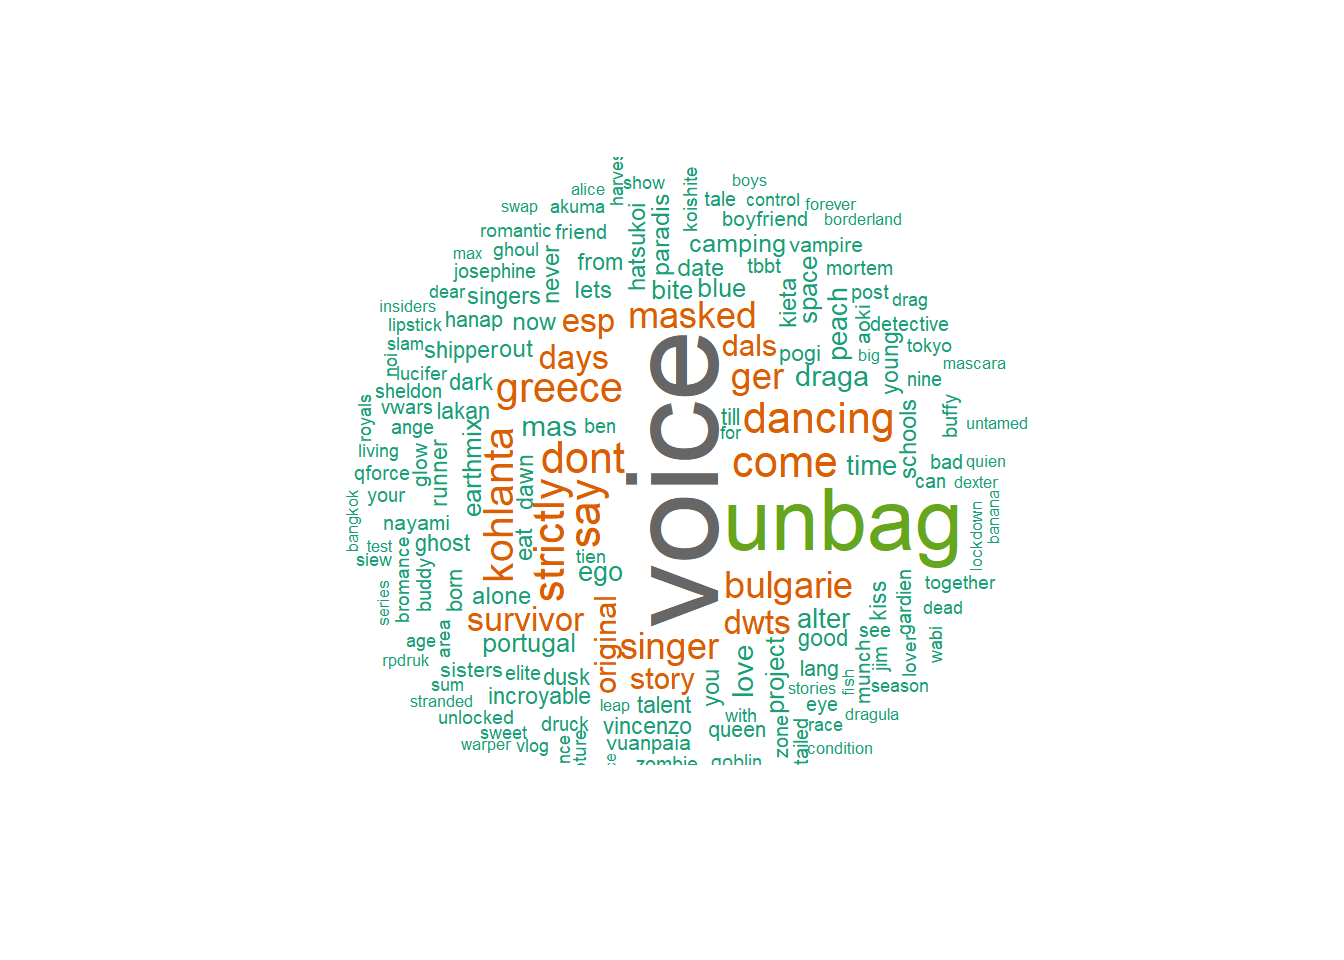 harves
show
boys
alice
koishite
tale
control
forever
swap
akuma
hatsukoi
paradis
boyfriend
borderland
romantic
friend
camping
vampire
max
ghoul
never
from
date
tbbt
mortem
josephine
lets
bite
blue
kieta
space
post
drag
dear
singers
peach
aoki
insiders
hanap
now
esp
masked
detective
lipstick
slam
shipper
out
days
dals
pogi
big
young
tokyo
noi
lucifer
dark
greece
voice
ger
draga
nine
mascara
sheldon
royals
vwars
lakan
mas
ben
till
for
dancing
schools
buffy
untamed
ange
living
glow
runner
earthmix
kohlanta
dont
come
time
bad
quien
qforce
your
dawn
strictly
say
can
dexter
bangkok
nayami
unbag
lockdown
banana
test
siew
ghost
eat
tien
ego
series
bromance
buddy
born
alone
bulgarie
together
kiss
gardien
survivor
original
dwts
alter
dead
age
area
portugal
singer
good
see
wabi
rpdruk
sisters
elite
dusk
story
you
love
project
lang
munch
jim
lover
sum
stranded
incroyable
leap
talent
stories
fish
season
unlocked
sweet
druck
vincenzo
with
queen
zone
eye
race
dragula
warper
vlog
nce
oture
ce
vuanpaia
zombie
goblin
tailed
condition